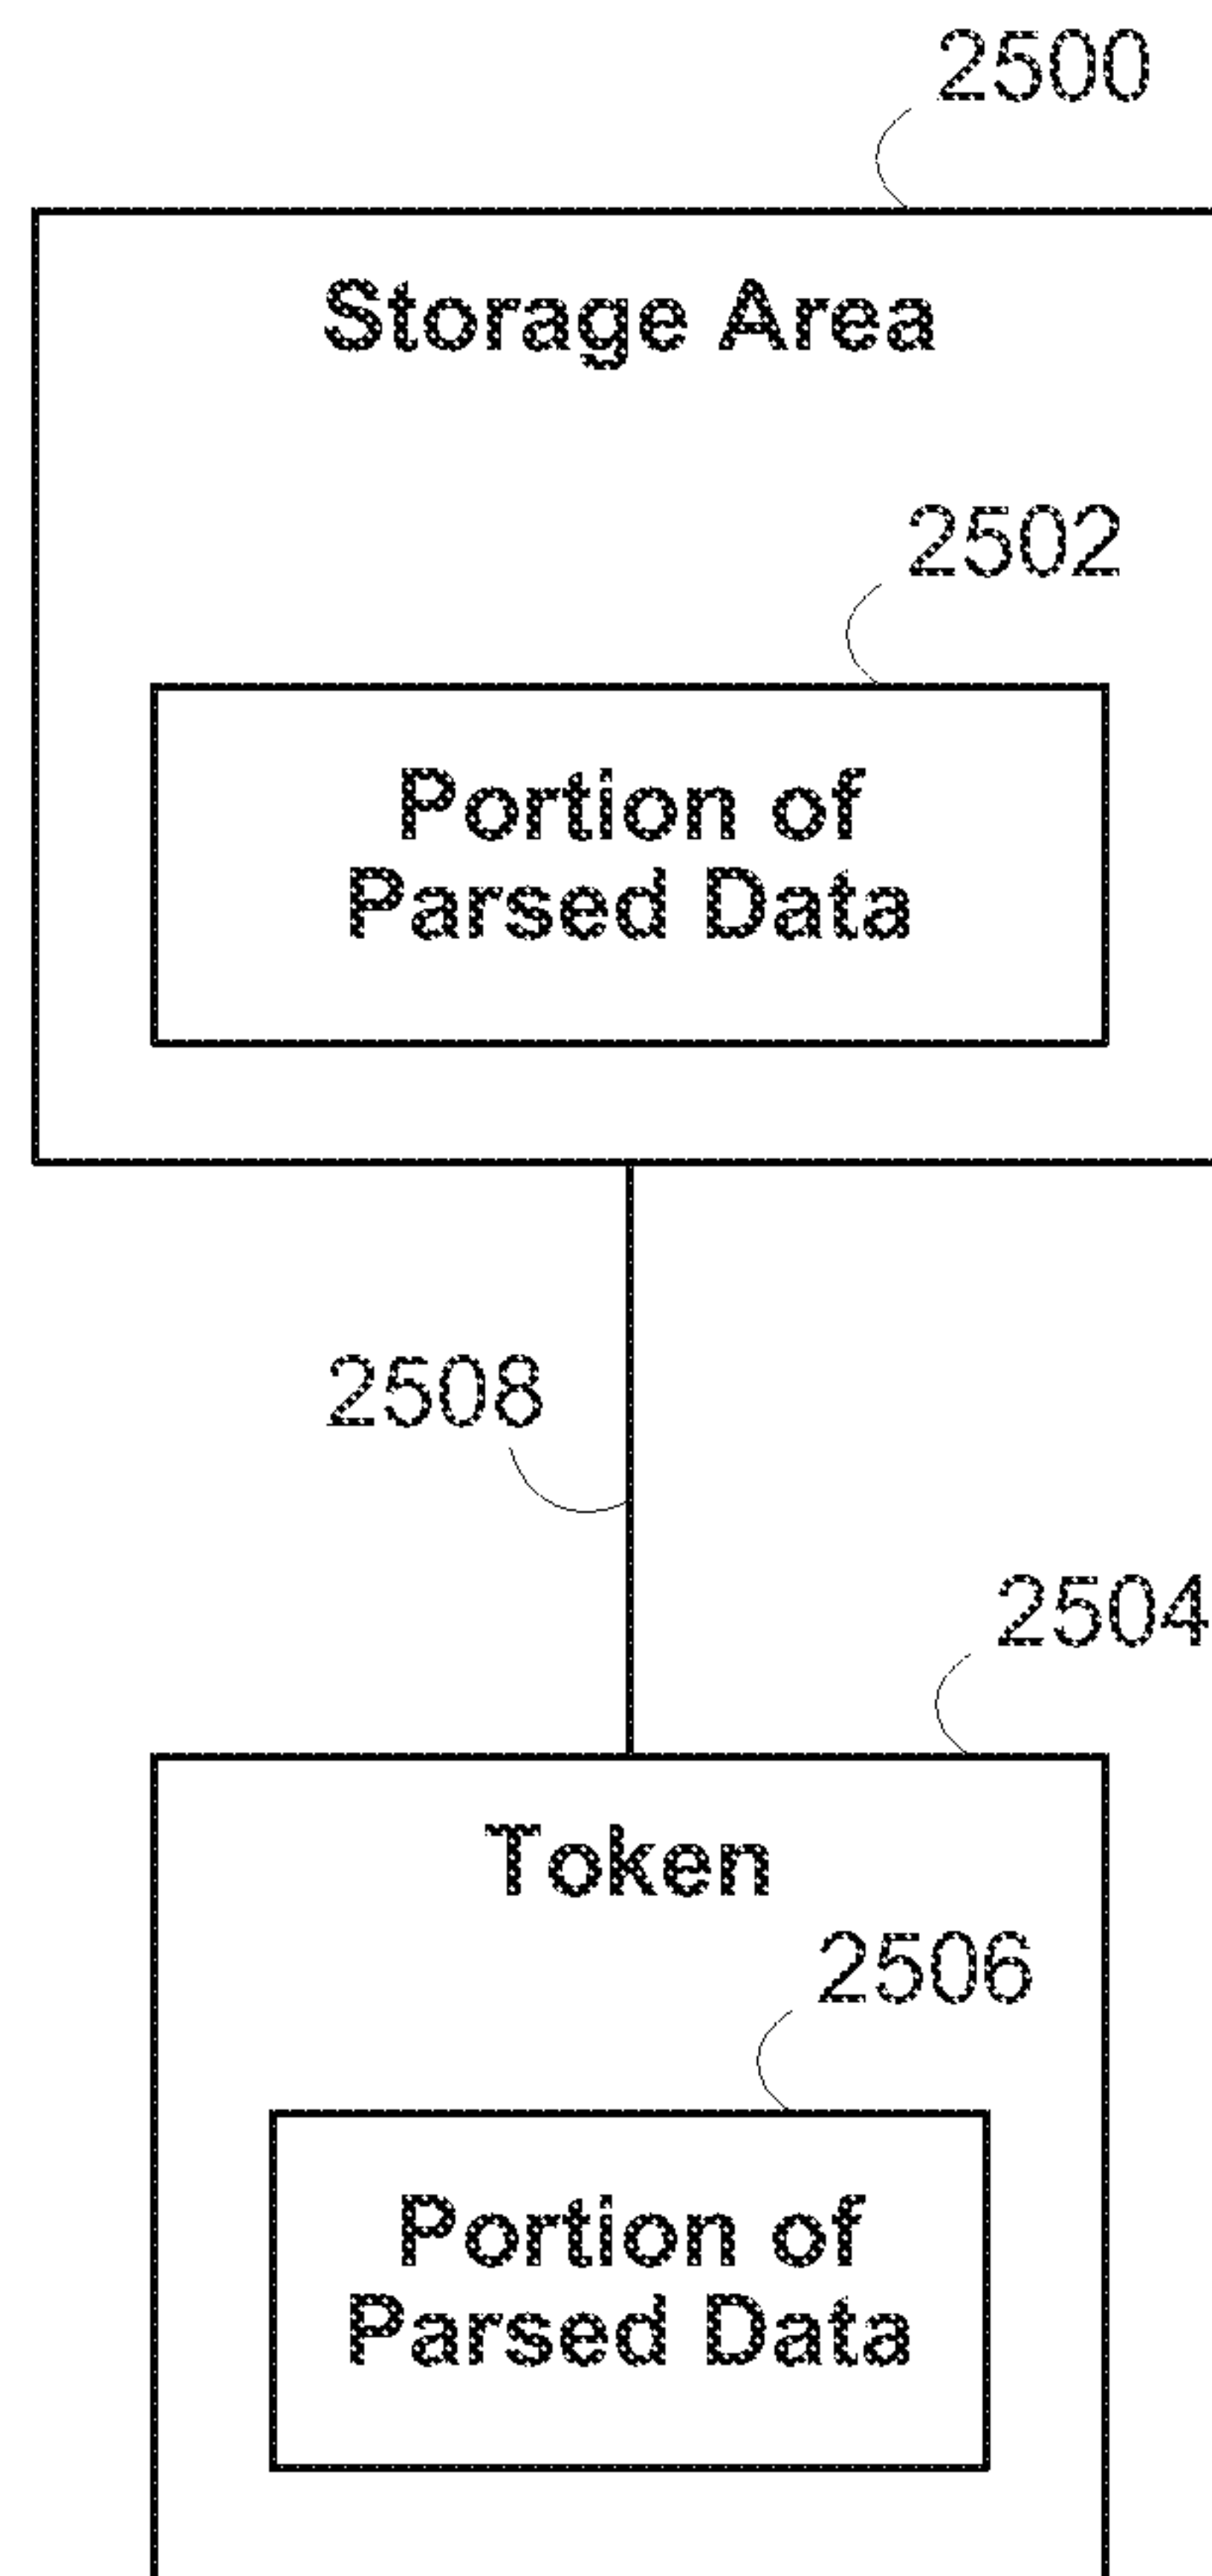 2500
Storage Area
2502
Portion of
Parsed Data
2508
2504
Token
2506
Portion of
Parsed Data